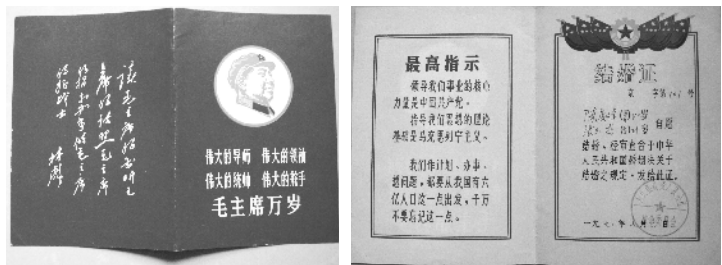 读毛主席的书听毛
主席的话照毛主席
的指示办事做毛主席
的好战士
林彪
伟大的导师 伟大的领袖
伟大的统帅 伟大的舵手
毛主席万岁
最高指示
领导我们事业的核心
力量是中国共产党。
指导我们思想的理论
基础是马克思列宁主义。
我们作计划、办事、
想问题,都要从我国有六
亿人口这一点出发,千万
不要忘记这一点。
结婚证
字第 号
自愿
结婚,经审查合于中华
人民共和国婚姻法关于
结婚之规定,发给此证。
一九七 年 月 日